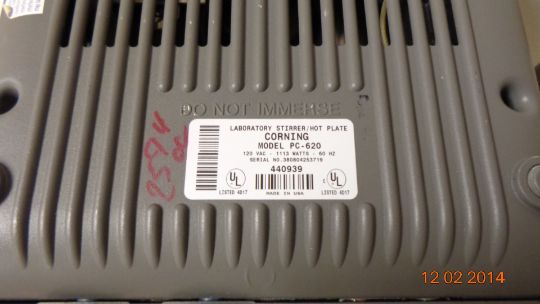 DO NOT IMMERSE
LABORATORY STIRRER/HOT PLATE
CORNING
MODEL PC-620
120 VAC - 1113 WATTS - 60 HZ
SERIAL NO.380804253719
440939
UL
LISTED 4D17
MADE IN USA
C
UL
LISTED 4D17
12 02 2014